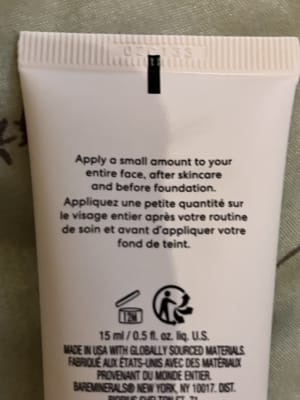 Apply a small amount to your
entire face, after skincare
and before foundation.
Appliquez une petite quantité sur
le visage entier après votre routine
de soin et avant d'appliquer votre
fond de teint.
12M
15 ml / 0.5 fl. oz. liq. U.S.
MADE IN USA WITH GLOBALLY SOURCED MATERIALS.
FABRIQUÉ AUX ÉTATS-UNIS AVEC DES MATÉRIAUX
PROVENANT DU MONDE ENTIER.
BAREMINERALS® NEW YORK, NY 10017. DIST.